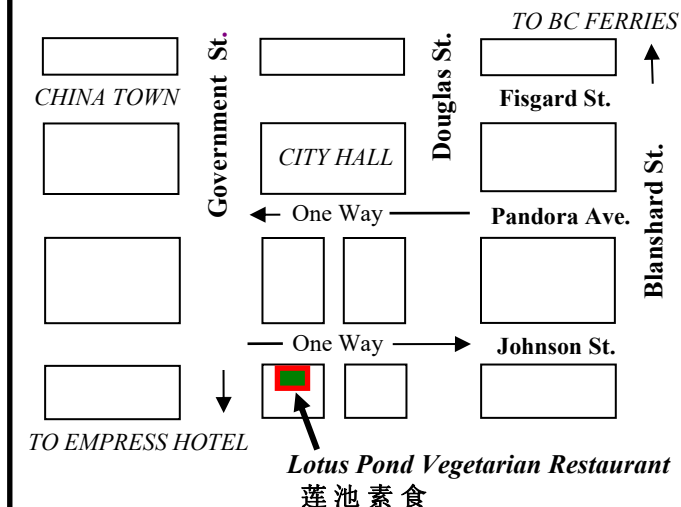 TO BC FERRIES
Government St.
Douglas St.
CHINA TOWN
Fisgard St.
CITY HALL
Blanshard St.
One Way
Pandora Ave.
One Way
Johnson St.
TO EMPRESS HOTEL
Lotus Pond Vegetarian Restaurant
莲池素食